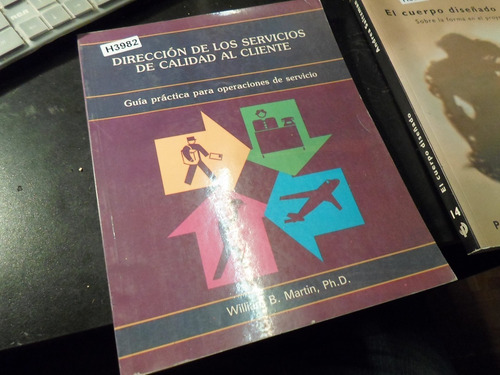 H3982
DIRECCIÓN DE LOS SERVICIOS
DE CALIDAD AL CLIENTE
Guía práctica para operaciones de servicio
William B. Martin, Ph.D.
El cuerpo diseñado
Sobre la forma en el
El cuerpo diseñado
14